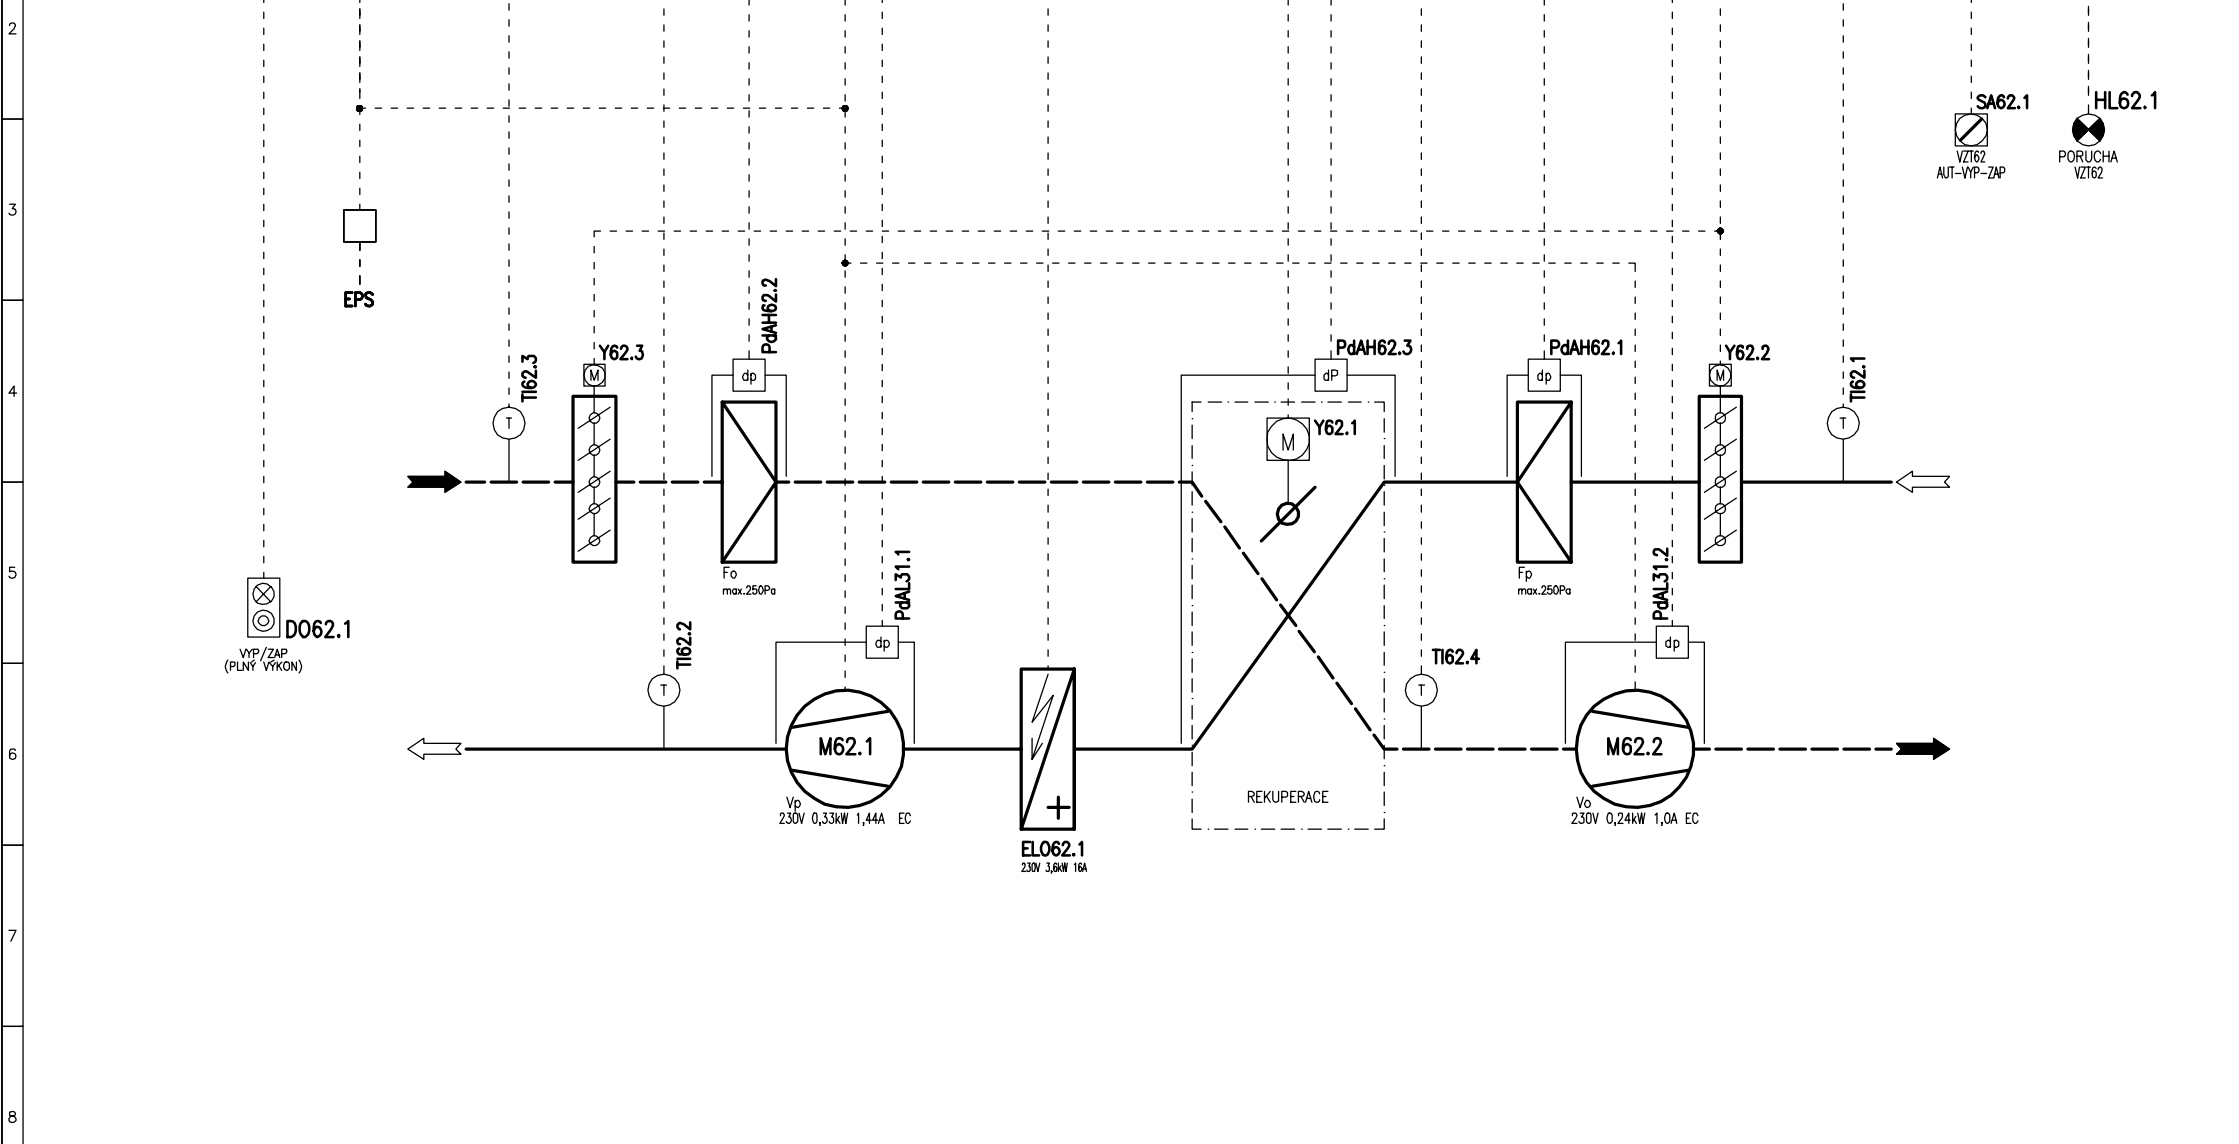 2
SA62.1
HL62.1
VZT62
AUT-VYP-ZAP
PORUCHA
VZT62
3
EPS
PdAH62.2
TI62.3
Y62.3
M
dp
PdAH62.3
dP
PdAH62.1
dp
Y62.2
M
TI62.1
4
T
Y62.1
M
T
5
Fo
max.250Pa
PdAL31.1
Fp
max.250Pa
PdAL31.2
DO62.1
VYP/ZAP
(PLNÝ VÝKON)
TI62.2
dp
TI62.4
dp
T
T
6
M62.1
M62.2
REKUPERACE
Vp
230V 0,33kW 1,44A EC
Vo
230V 0,24kW 1,0A EC
ELO62.1
230V 3,6kW 16A
7
8